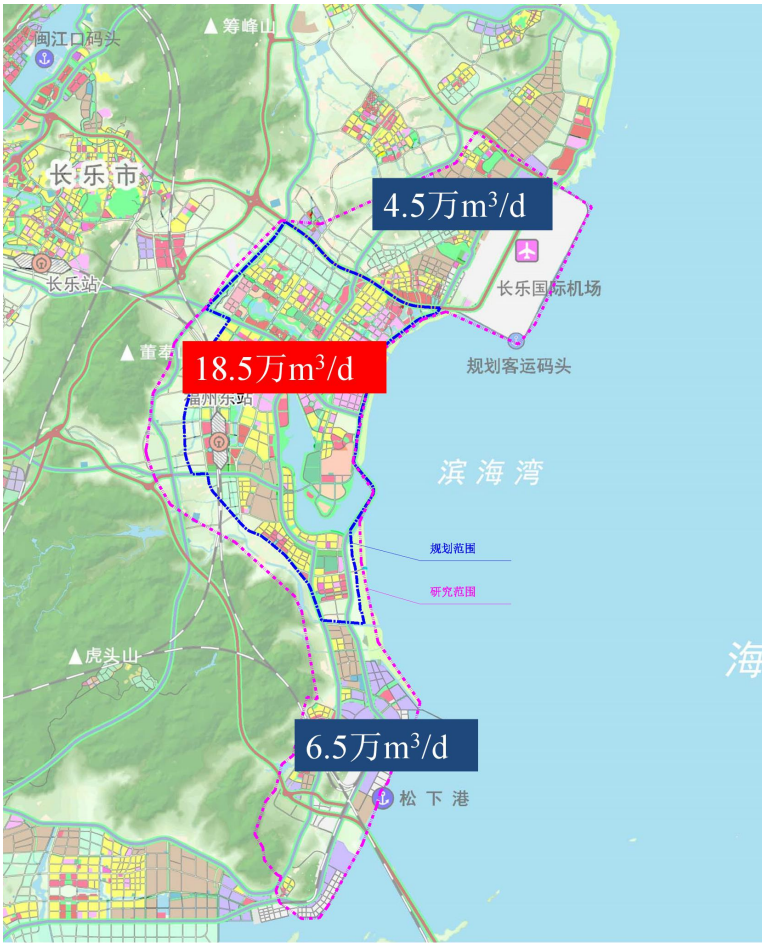 ▲筹峰山
闽江口码头
长乐市
4.5万m³/d
长乐站
长乐国际机场
▲董奉山
规划客运码头
18.5万m³/d
福州东站
滨海湾
规划范围
研究范围
▲虎头山
海
6.5万m³/d
松下港